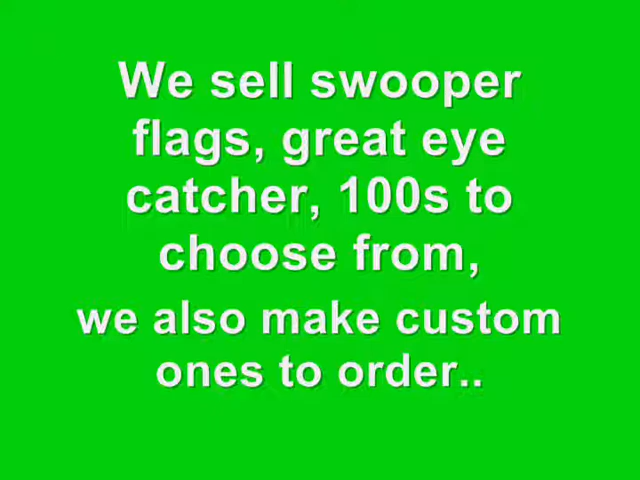 We sell swooper
flags, great eye
catcher, 100s to
choose from,
we also make custom
ones to order..